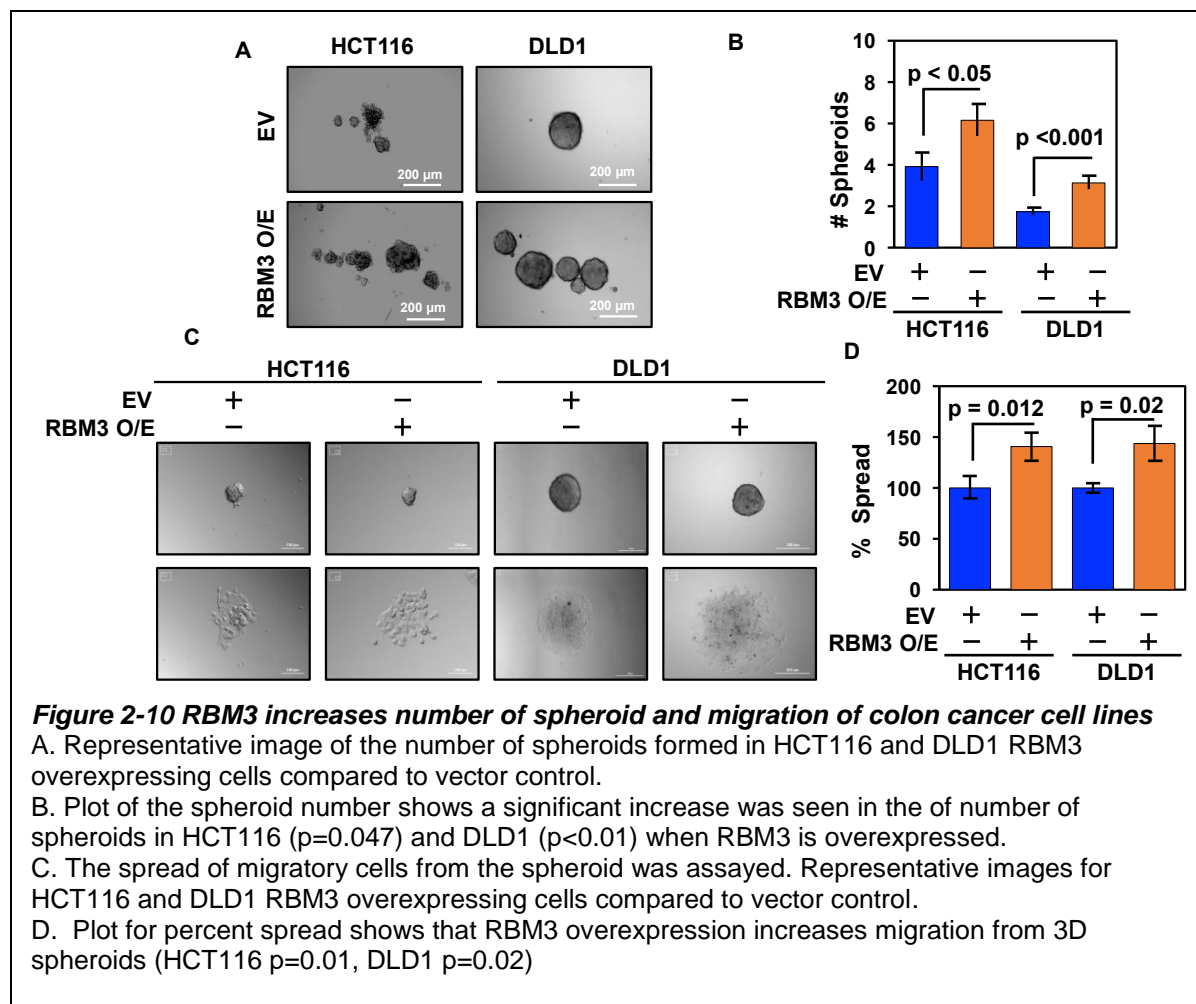 A
HCT116
DLD1
EV
200 µm
200 µm
RBM3 O/E
200 µm
200 µm
B
# Spheroids
10
8
6
4
2
0
p < 0.05
p <0.001
EV + – + –
RBM3 O/E – + – +
HCT116
DLD1
C
HCT116
DLD1
EV + – + –
RBM3 O/E – + – +
D
% Spread
200
150
100
50
0
p = 0.012
p = 0.02
EV + – + –
RBM3 O/E – + – +
HCT116
DLD1
Figure 2-10 RBM3 increases number of spheroid and migration of colon cancer cell lines
A. Representative image of the number of spheroids formed in HCT116 and DLD1 RBM3
overexpressing cells compared to vector control.
B. Plot of the spheroid number shows a significant increase was seen in the of number of
spheroids in HCT116 (p=0.047) and DLD1 (p<0.01) when RBM3 is overexpressed.
C. The spread of migratory cells from the spheroid was assayed. Representative images for
HCT116 and DLD1 RBM3 overexpressing cells compared to vector control.
D. Plot for percent spread shows that RBM3 overexpression increases migration from 3D
spheroids (HCT116 p=0.01, DLD1 p=0.02)